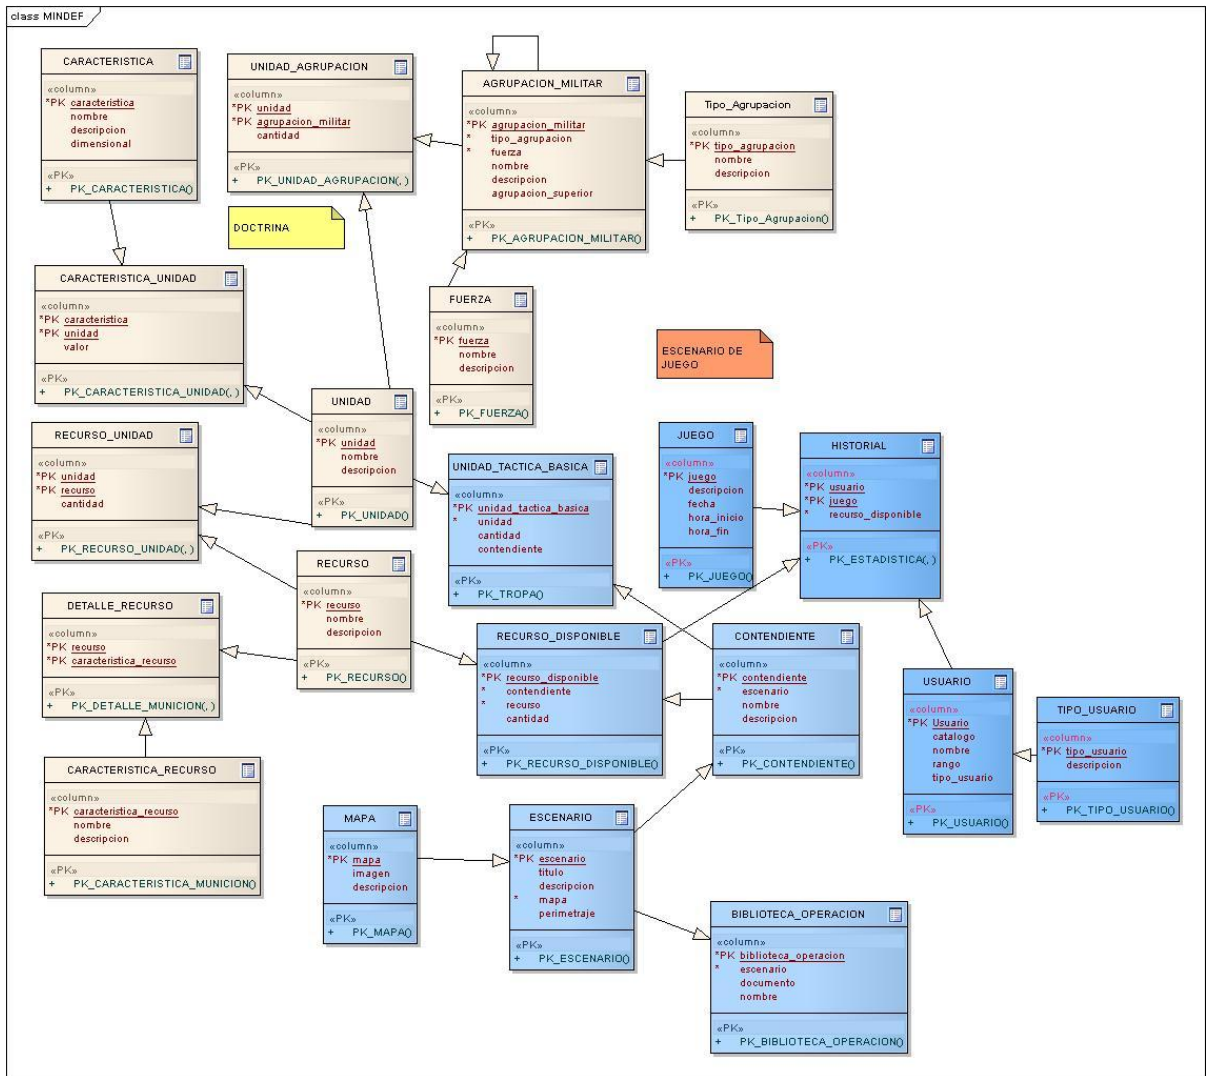 class MINDEF
CARACTERISTICA
«column»
*PK caracteristica
nombre
descripcion
dimensional
«PK»
+ PK_CARACTERISTICA()
UNIDAD_AGRUPACION
«column»
*PK unidad
*PK agrupacion_militar
cantidad
«PK»
+ PK_UNIDAD_AGRUPACION(, )
AGRUPACION_MILITAR
«column»
*PK agrupacion_militar
* tipo_agrupacion
* fuerza
nombre
descripcion
agrupacion_superior
«PK»
+ PK_AGRUPACION_MILITAR()
Tipo_Agrupacion
«column»
*PK tipo_agrupacion
nombre
descripcion
«PK»
+ PK_Tipo_Agrupacion()
DOCTRINA
CARACTERISTICA_UNIDAD
«column»
*PK caracteristica
*PK unidad
valor
«PK»
+ PK_CARACTERISTICA_UNIDAD(, )
FUERZA
«column»
*PK fuerza
nombre
descripcion
«PK»
+ PK_FUERZA()
ESCENARIO DE
JUEGO
UNIDAD
«column»
*PK unidad
nombre
descripcion
«PK»
+ PK_UNIDAD()
RECURSO_UNIDAD
«column»
*PK unidad
*PK recurso
cantidad
«PK»
+ PK_RECURSO_UNIDAD(, )
UNIDAD_TACTICA_BASICA
«column»
*PK unidad_tactica_basica
* unidad
cantidad
contendiente
«PK»
+ PK_TROPA()
JUEGO
«column»
*PK juego
descripcion
fecha
hora_inicio
hora_fin
«PK»
+ PK_JUEGO()
HISTORIAL
«column»
*PK usuario
*PK juego
* recurso_disponible
«PK»
+ PK_ESTADISTICA(, )
RECURSO
«column»
*PK recurso
nombre
descripcion
«PK»
+ PK_RECURSO()
DETALLE_RECURSO
«column»
*PK recurso
*PK caracteristica_recurso
«PK»
+ PK_DETALLE_MUNICION(, )
RECURSO_DISPONIBLE
«column»
*PK recurso_disponible
* contendiente
* recurso
cantidad
«PK»
+ PK_RECURSO_DISPONIBLE()
CONTENDIENTE
«column»
*PK contendiente
* escenario
nombre
descripcion
«PK»
+ PK_CONTENDIENTE()
USUARIO
«column»
*PK Usuario
catalogo
nombre
rango
tipo_usuario
«PK»
+ PK_USUARIO()
TIPO_USUARIO
«column»
*PK tipo_usuario
descripcion
«PK»
+ PK_TIPO_USUARIO()
CARACTERISTICA_RECURSO
«column»
*PK caracteristica_recurso
nombre
descripcion
«PK»
+ PK_CARACTERISTICA_MUNICION()
MAPA
«column»
*PK mapa
imagen
descripcion
«PK»
+ PK_MAPA()
ESCENARIO
«column»
*PK escenario
titulo
descripcion
* mapa
perimetraje
«PK»
+ PK_ESCENARIO()
BIBLIOTECA_OPERACION
«column»
*PK biblioteca_operacion
* escenario
documento
nombre
«PK»
+ PK_BIBLIOTECA_OPERACION()